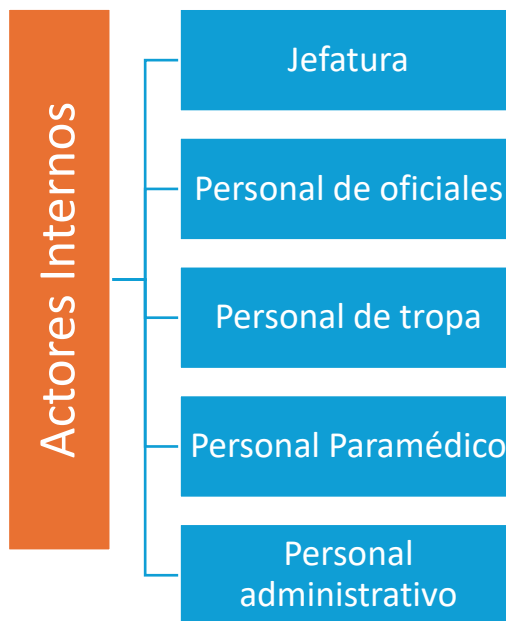 Actores Internos
Jefatura
Personal de oficiales
Personal de tropa
Personal Paramédico
Personal
administrativo